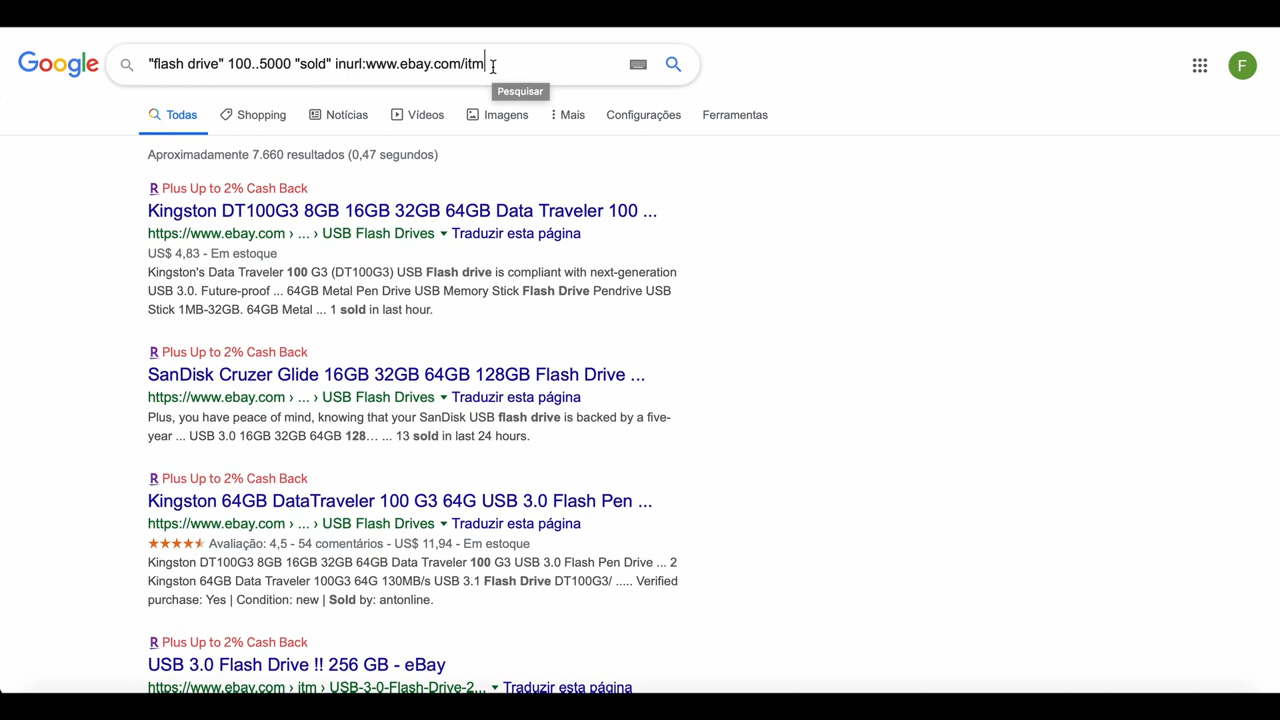 Google
"flash drive" 100..5000 "sold" inurl:www.ebay.com/itm
F
Pesquisar
Todas Shopping Notícias Vídeos Imagens Mais Configurações Ferramentas
Aproximadamente 7.660 resultados (0,47 segundos)
R Plus Up to 2% Cash Back
Kingston DT100G3 8GB 16GB 32GB 64GB Data Traveler 100 ...
https://www.ebay.com › ... › USB Flash Drives ▾ Traduzir esta página
US$ 4,83 - Em estoque
Kingston's Data Traveler 100 G3 (DT100G3) USB Flash drive is compliant with next-generation
USB 3.0. Future-proof ... 64GB Metal Pen Drive USB Memory Stick Flash Drive Pendrive USB
Stick 1MB-32GB. 64GB Metal ... 1 sold in last hour.
R Plus Up to 2% Cash Back
SanDisk Cruzer Glide 16GB 32GB 64GB 128GB Flash Drive ...
https://www.ebay.com › ... › USB Flash Drives ▾ Traduzir esta página
Plus, you have peace of mind, knowing that your SanDisk USB flash drive is backed by a five-
year ... USB 3.0 16GB 32GB 64GB 128... ... 13 sold in last 24 hours.
R Plus Up to 2% Cash Back
Kingston 64GB DataTraveler 100 G3 64G USB 3.0 Flash Pen ...
https://www.ebay.com › ... › USB Flash Drives ▾ Traduzir esta página
★★★★★ Avaliação: 4,5 - 54 comentários - US$ 11,94 - Em estoque
Kingston DT100G3 8GB 16GB 32GB 64GB Data Traveler 100 G3 USB 3.0 Flash Pen Drive ... 2
Kingston 64GB Data Traveler 100G3 64G 130MB/s USB 3.1 Flash Drive DT100G3/ ..... Verified
purchase: Yes | Condition: new | Sold by: antonline.
R Plus Up to 2% Cash Back
USB 3.0 Flash Drive !! 256 GB - eBay
https://www.ebay.com › itm › USB-3-0-Flash-Drive-2... ▾ Traduzir esta página